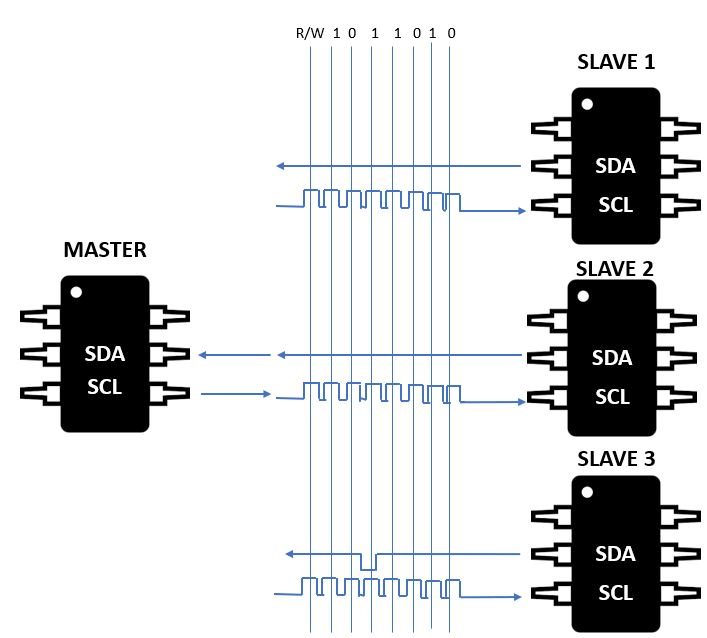 R/W 1 0 1 1 0 1 0
SLAVE 1
SDA
SCL
MASTER
SDA
SCL
SLAVE 2
SDA
SCL
SLAVE 3
SDA
SCL